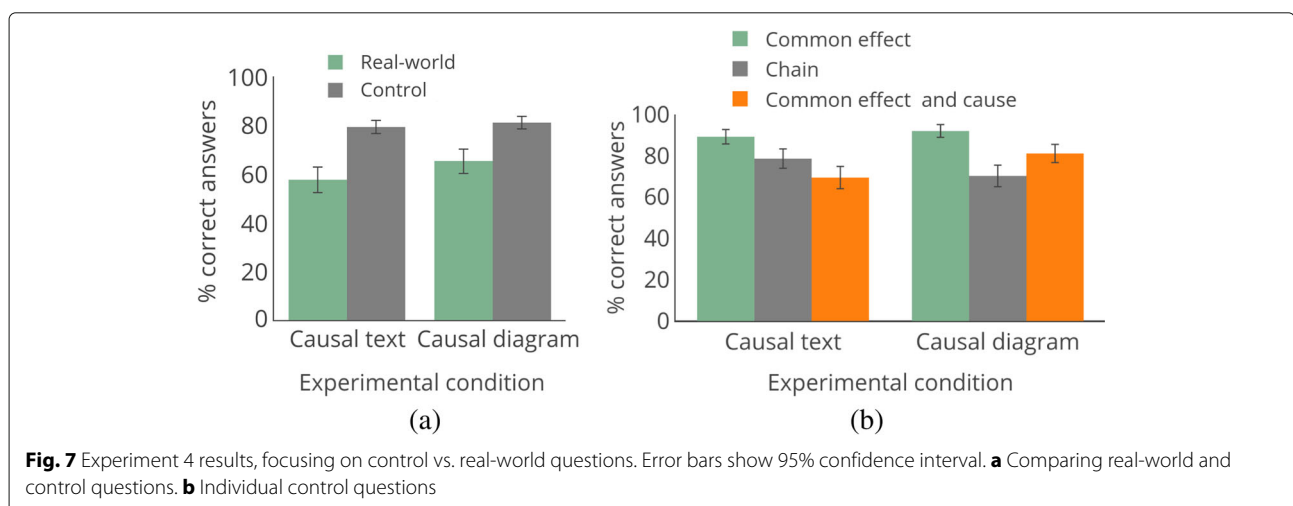 Real-world
Control
100
80
60
40
20
0
% correct answers
Causal text Causal diagram
Experimental condition
(a)
Common effect
Chain
Common effect and cause
100
80
60
40
20
0
% correct answers
Causal text Causal diagram
Experimental condition
(b)
Fig. 7 Experiment 4 results, focusing on control vs. real-world questions. Error bars show 95% confidence interval. a Comparing real-world and
control questions. b Individual control questions